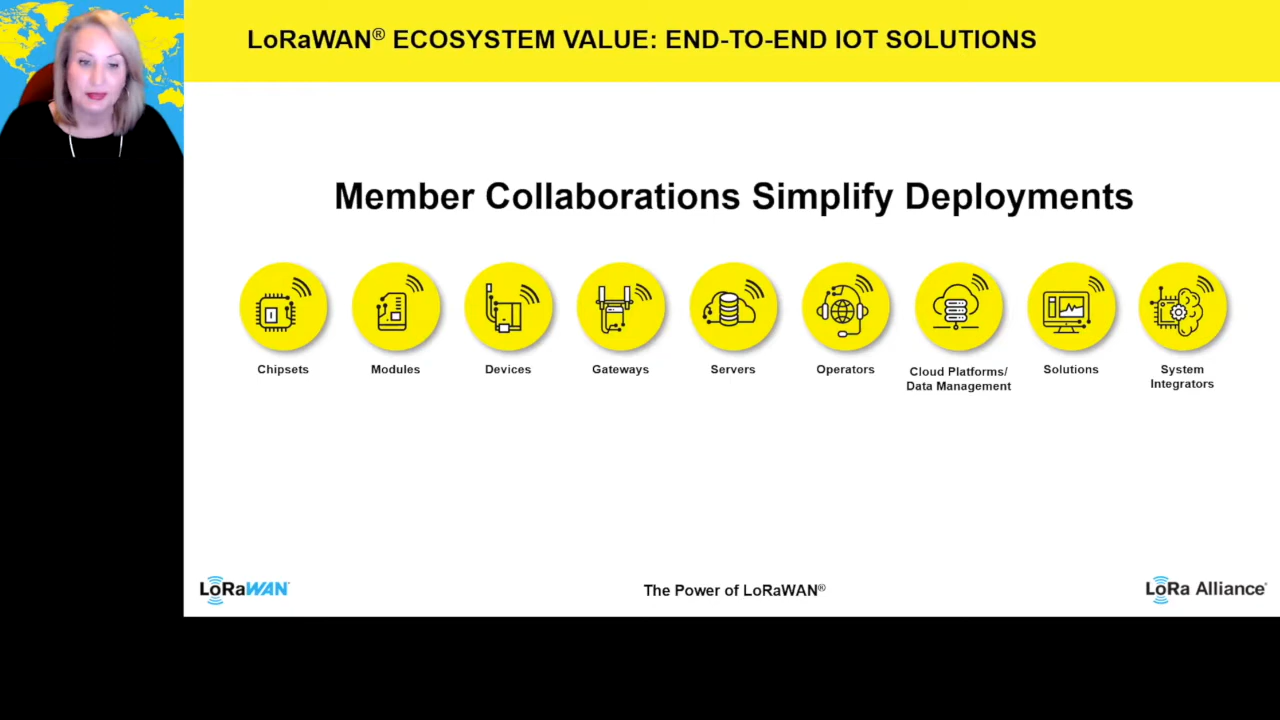 LoRaWAN® ECOSYSTEM VALUE: END-TO-END IOT SOLUTIONS
Member Collaborations Simplify Deployments
Chipsets
Modules
Devices
Gateways
Servers
Operators
Cloud Platforms/
Data Management
Solutions
System
Integrators
LoRaWAN
The Power of LoRaWAN®
LoRa Alliance